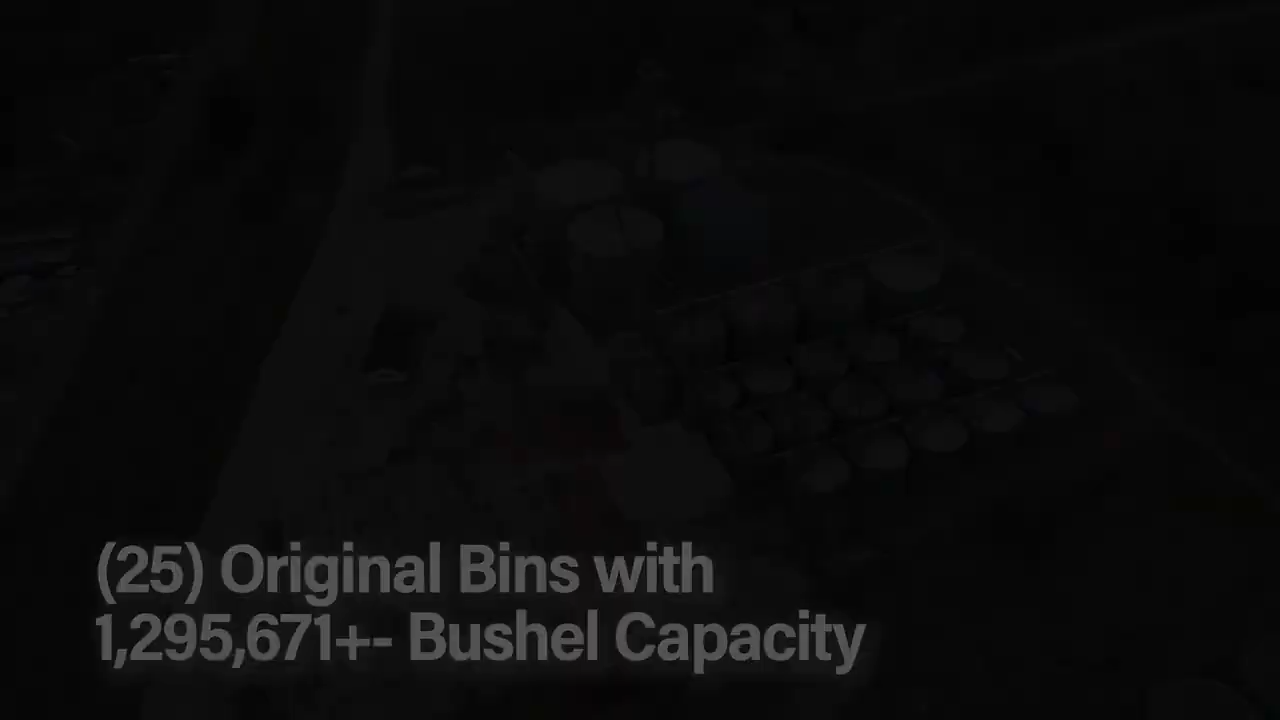 (25) Original Bins with
1,295,671+- Bushel Capacity